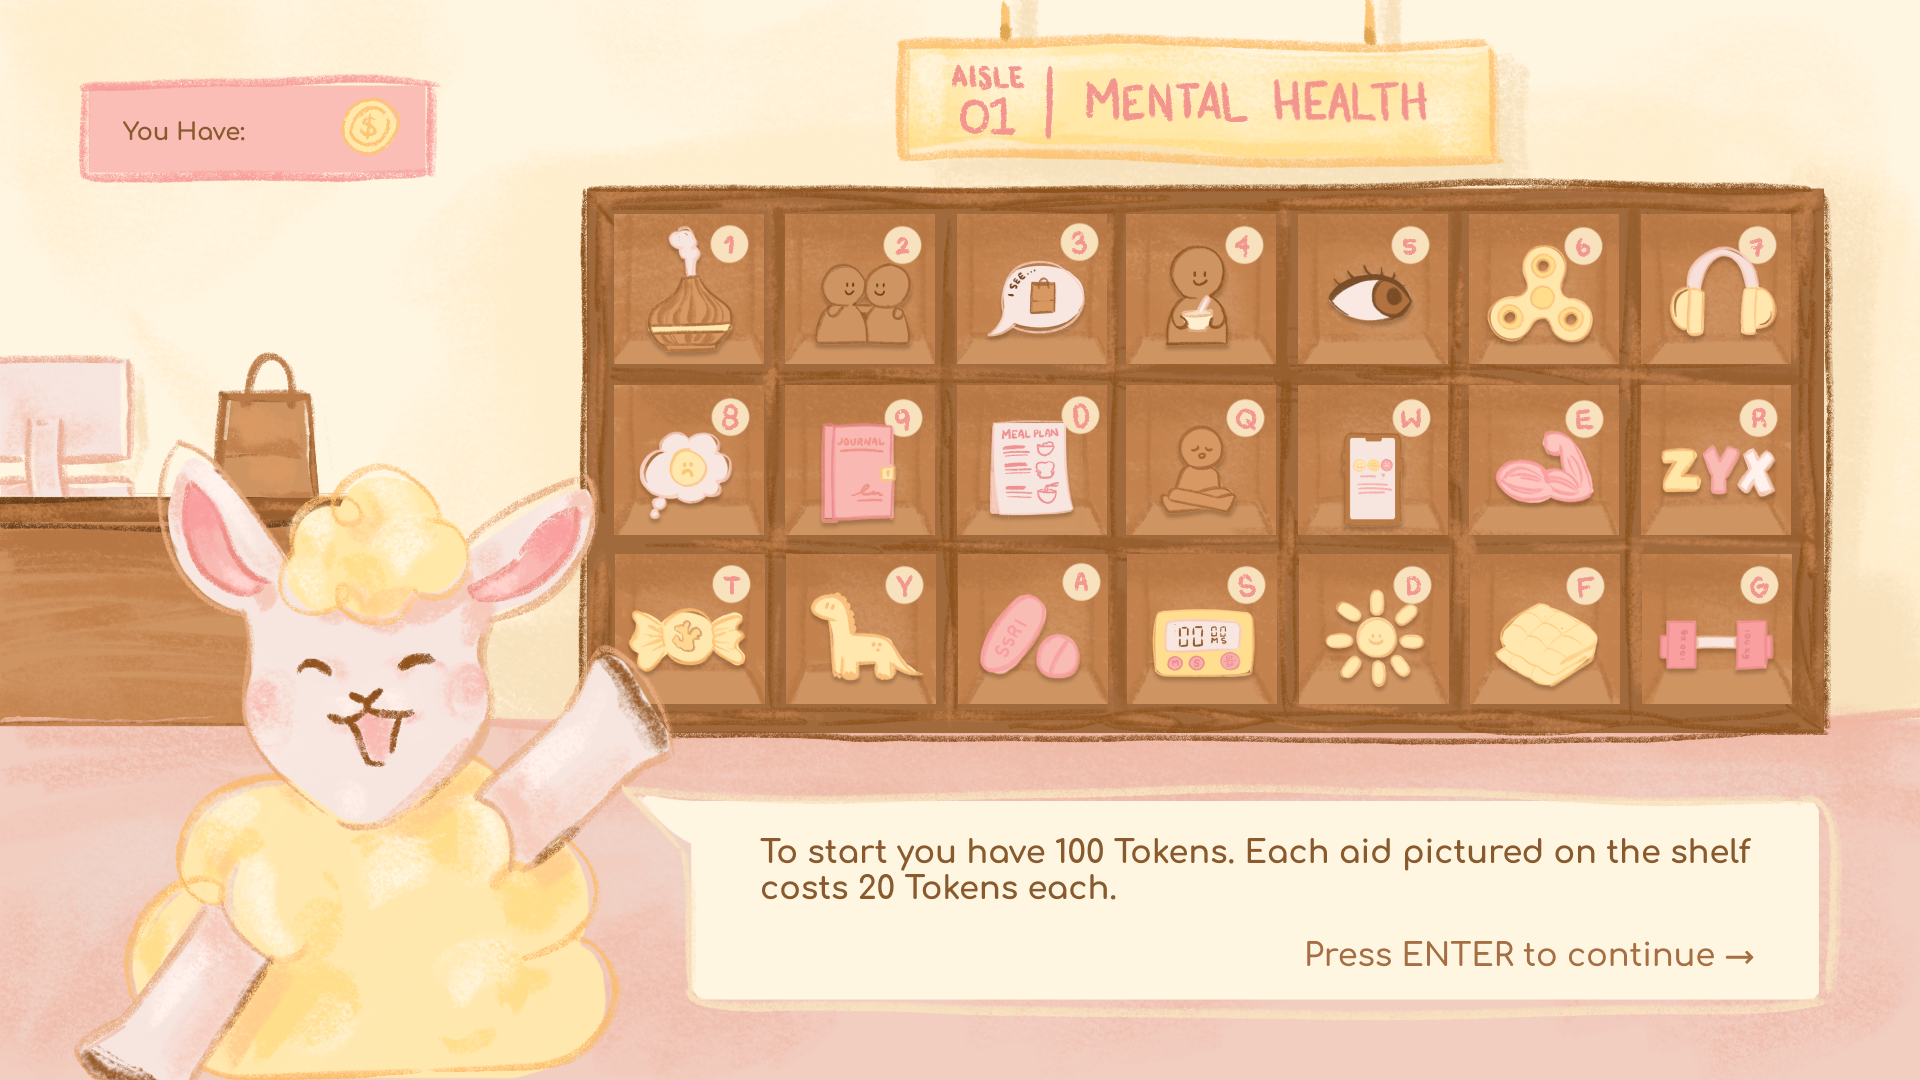 You Have:
$
AISLE
01
MENTAL HEALTH
1
2
3
I SEE...
4
5
6
7
8
9
JOURNAL
0
MEAL PLAN
Q
W
E
R
ZYX
T
Y
A
SSRI
S
00 00
M S
M S
D
F
G
To start you have 100 Tokens. Each aid pictured on the shelf
costs 20 Tokens each.
Press ENTER to continue →